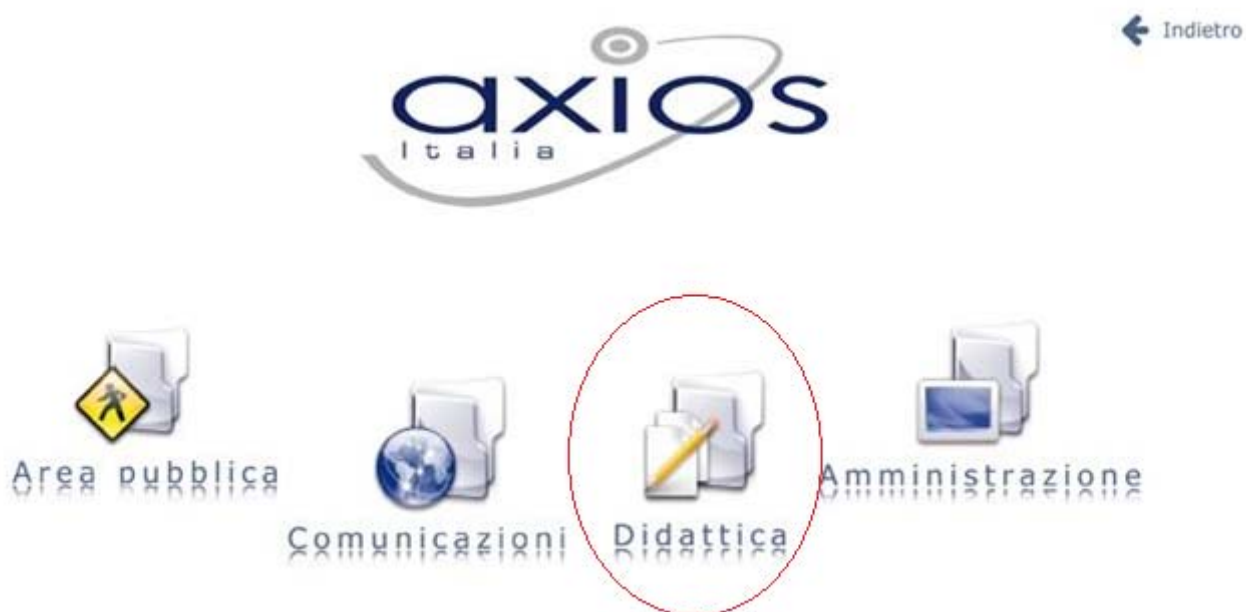 Indietro
axios
Italia
Area pubblica
Comunicazioni
Didattica
Amministrazione